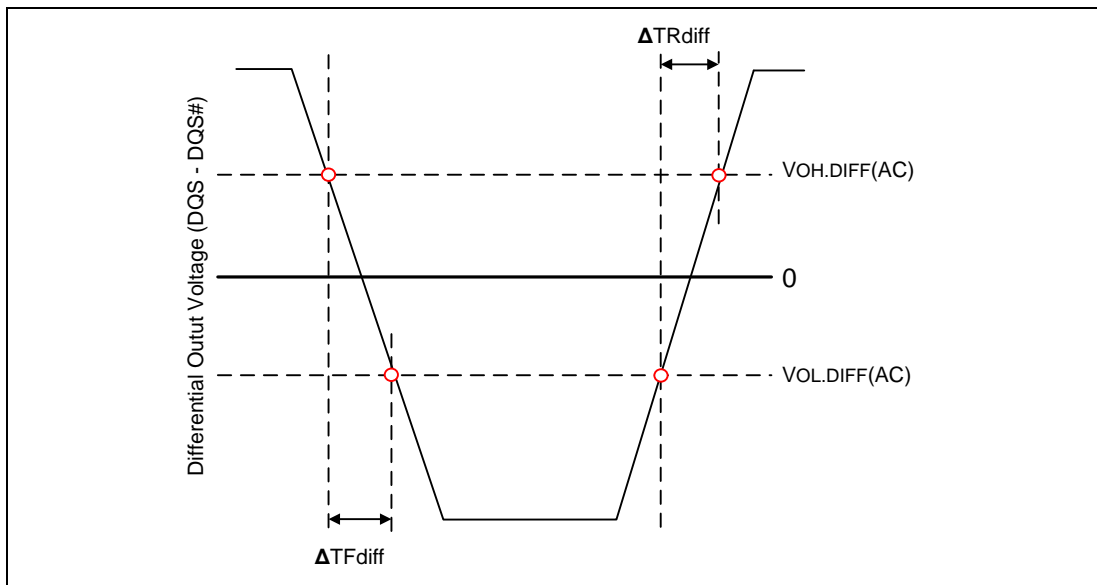 ΔTRdiff
Differential Outut Voltage (DQS - DQS#)
VOH.DIFF(AC)
0
VOL.DIFF(AC)
ΔTFdiff